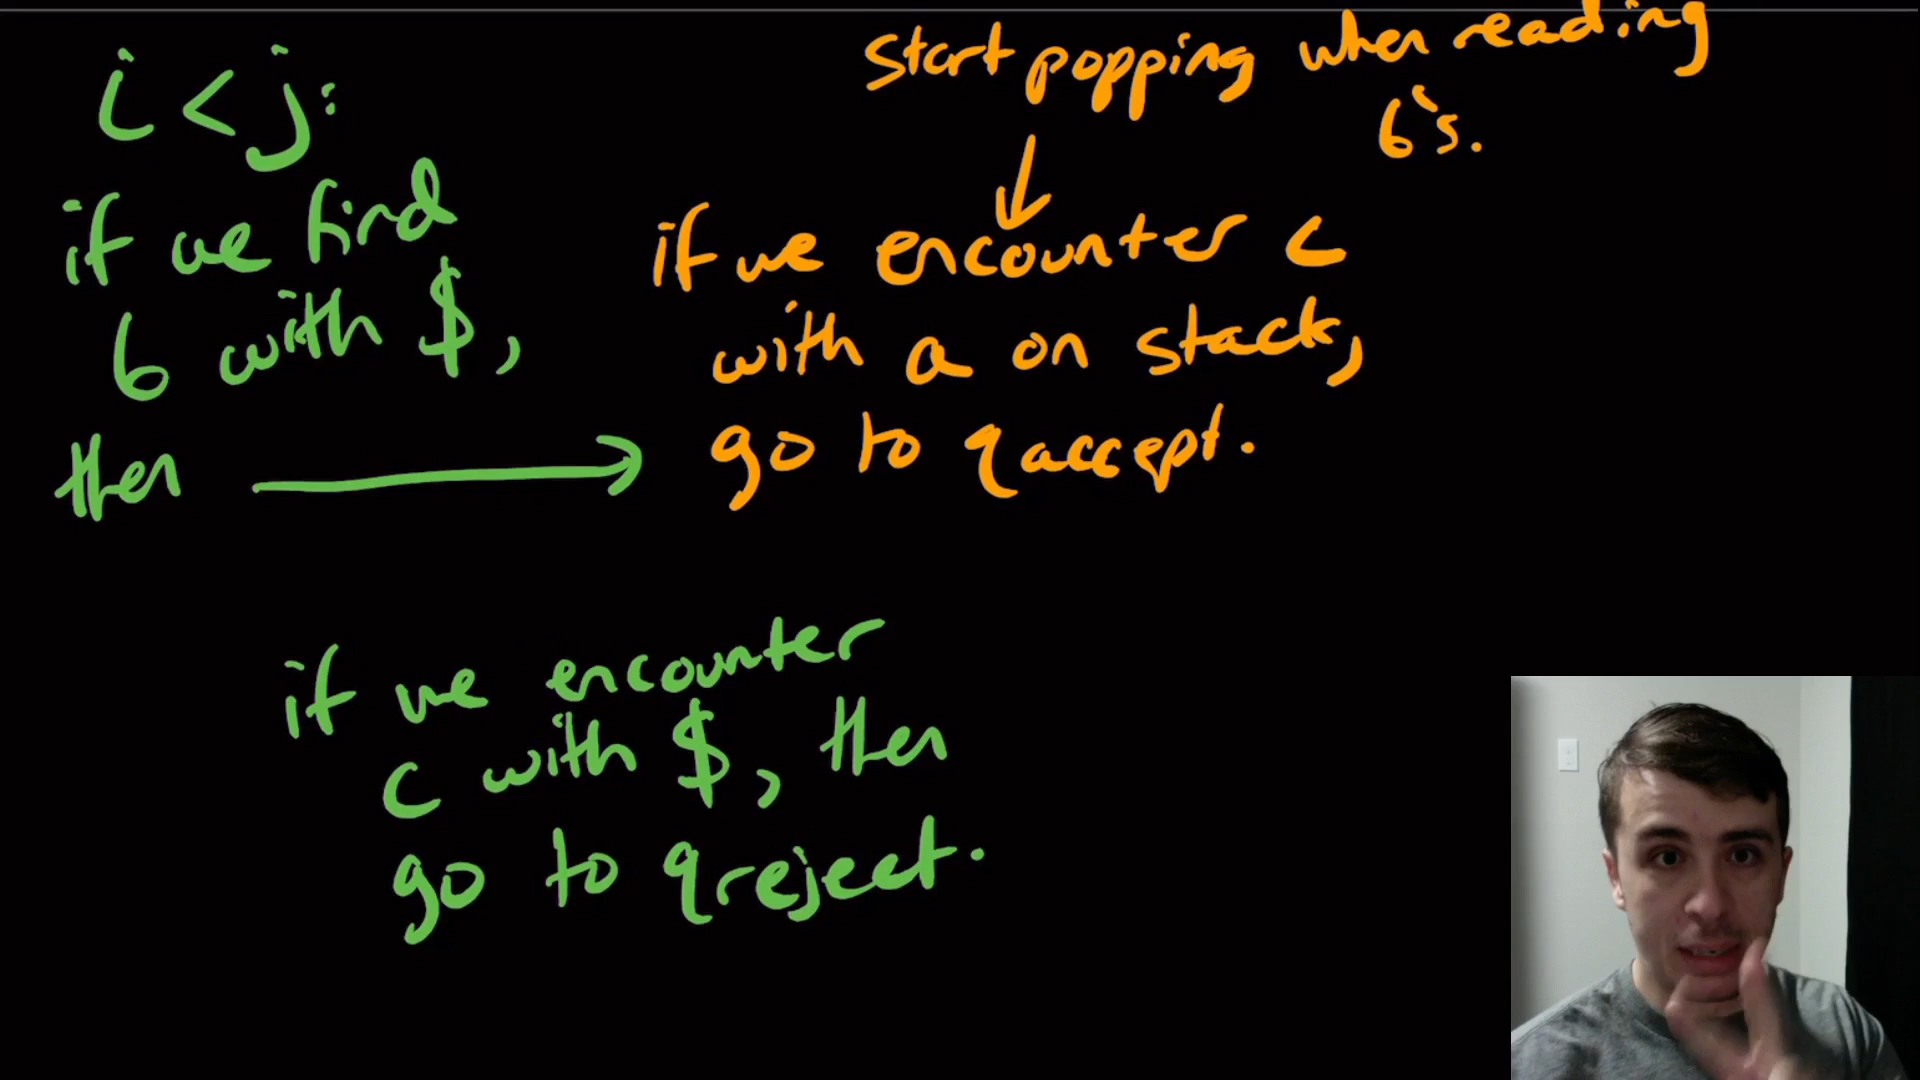 i < j:
if we find
b with $,
then
start popping when reading
b's.
if we encounter c
with a on stack,
go to qaccept.
if we encounter
c with $, then
go to qreject.